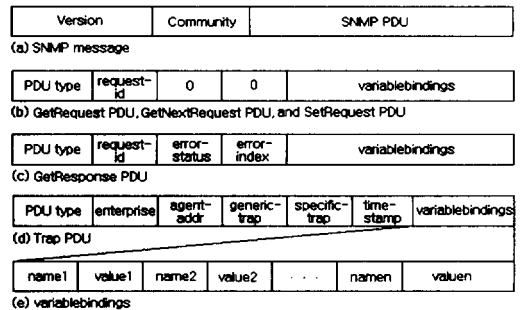 Version Community SNMP PDU
(a) SNMP message
PDU type request-id 0 0 variablebindings
(b) GetRequest PDU, GetNextRequest PDU, and SetRequest PDU
PDU type request-id error-status error-index variablebindings
(c) GetResponse PDU
PDU type enterprise agent-addr generic-trap specific-trap time-stamp variablebindings
(d) Trap PDU
name1 value1 name2 value2 · · · namen valuen
(e) variablebindings